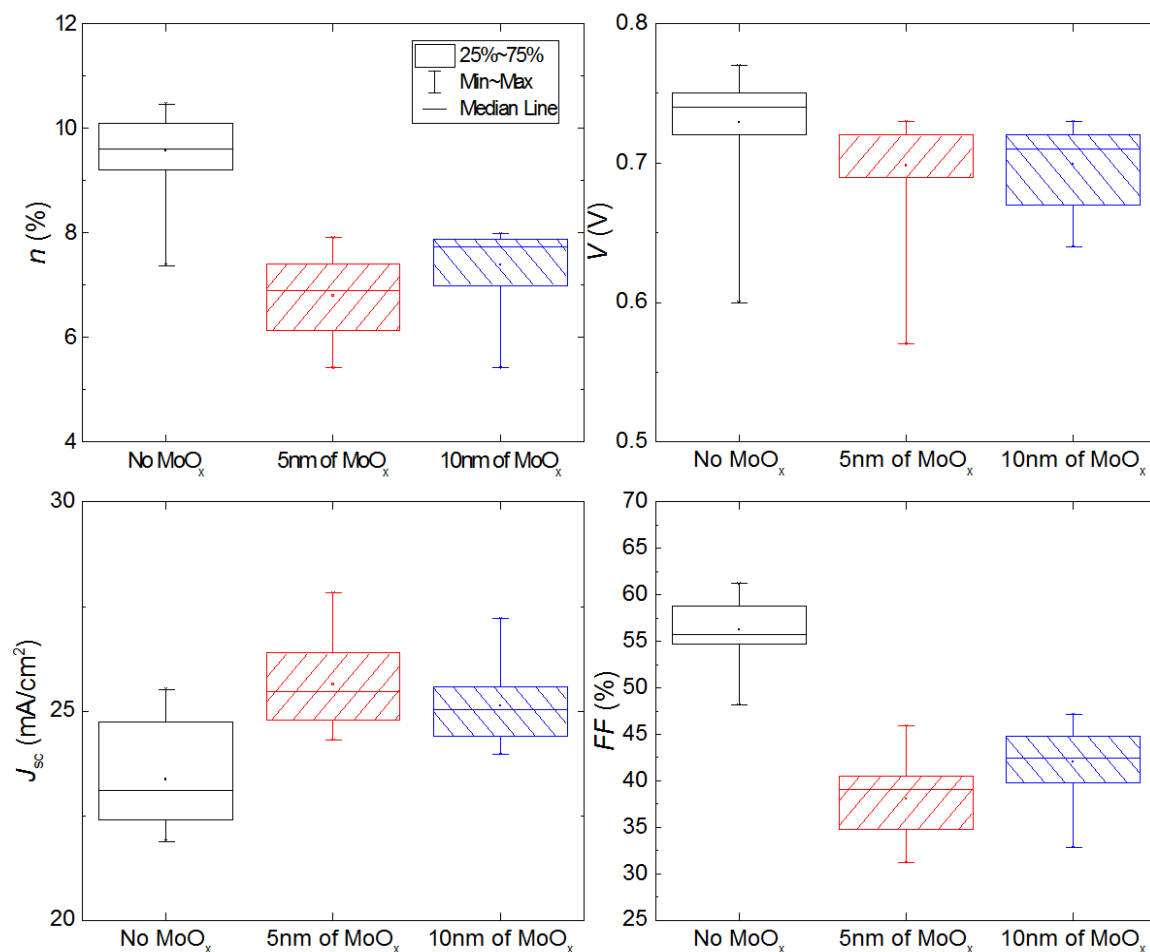 12
10
8
6
4
n (%)
25%~75%
Min~Max
Median Line
No MoOₓ 5nm of MoOₓ 10nm of MoOₓ
0.8
0.7
0.6
0.5
V (V)
No MoOₓ 5nm of MoOₓ 10nm of MoOₓ
30
25
20
Jsc (mA/cm²)
No MoOₓ 5nm of MoOₓ 10nm of MoOₓ
70
65
60
55
50
45
40
35
30
25
FF (%)
No MoOₓ 5nm of MoOₓ 10nm of MoOₓ